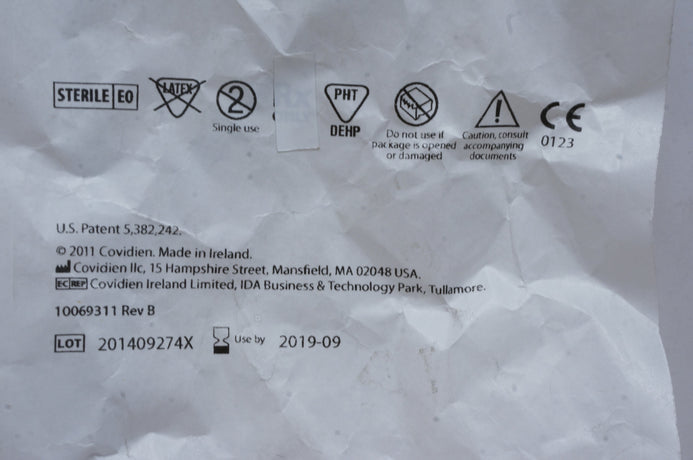 STERILE EO
LATEX
2
Single use
PHT
DEHP
Do not use if
package is opened
or damaged
Caution, consult
accompanying
documents
CE
0123
U.S. Patent 5,382,242.
© 2011 Covidien. Made in Ireland.
Covidien llc, 15 Hampshire Street, Mansfield, MA 02048 USA.
EC REP Covidien Ireland Limited, IDA Business & Technology Park, Tullamore.
10069311 Rev B
LOT 201409274X Use by 2019-09